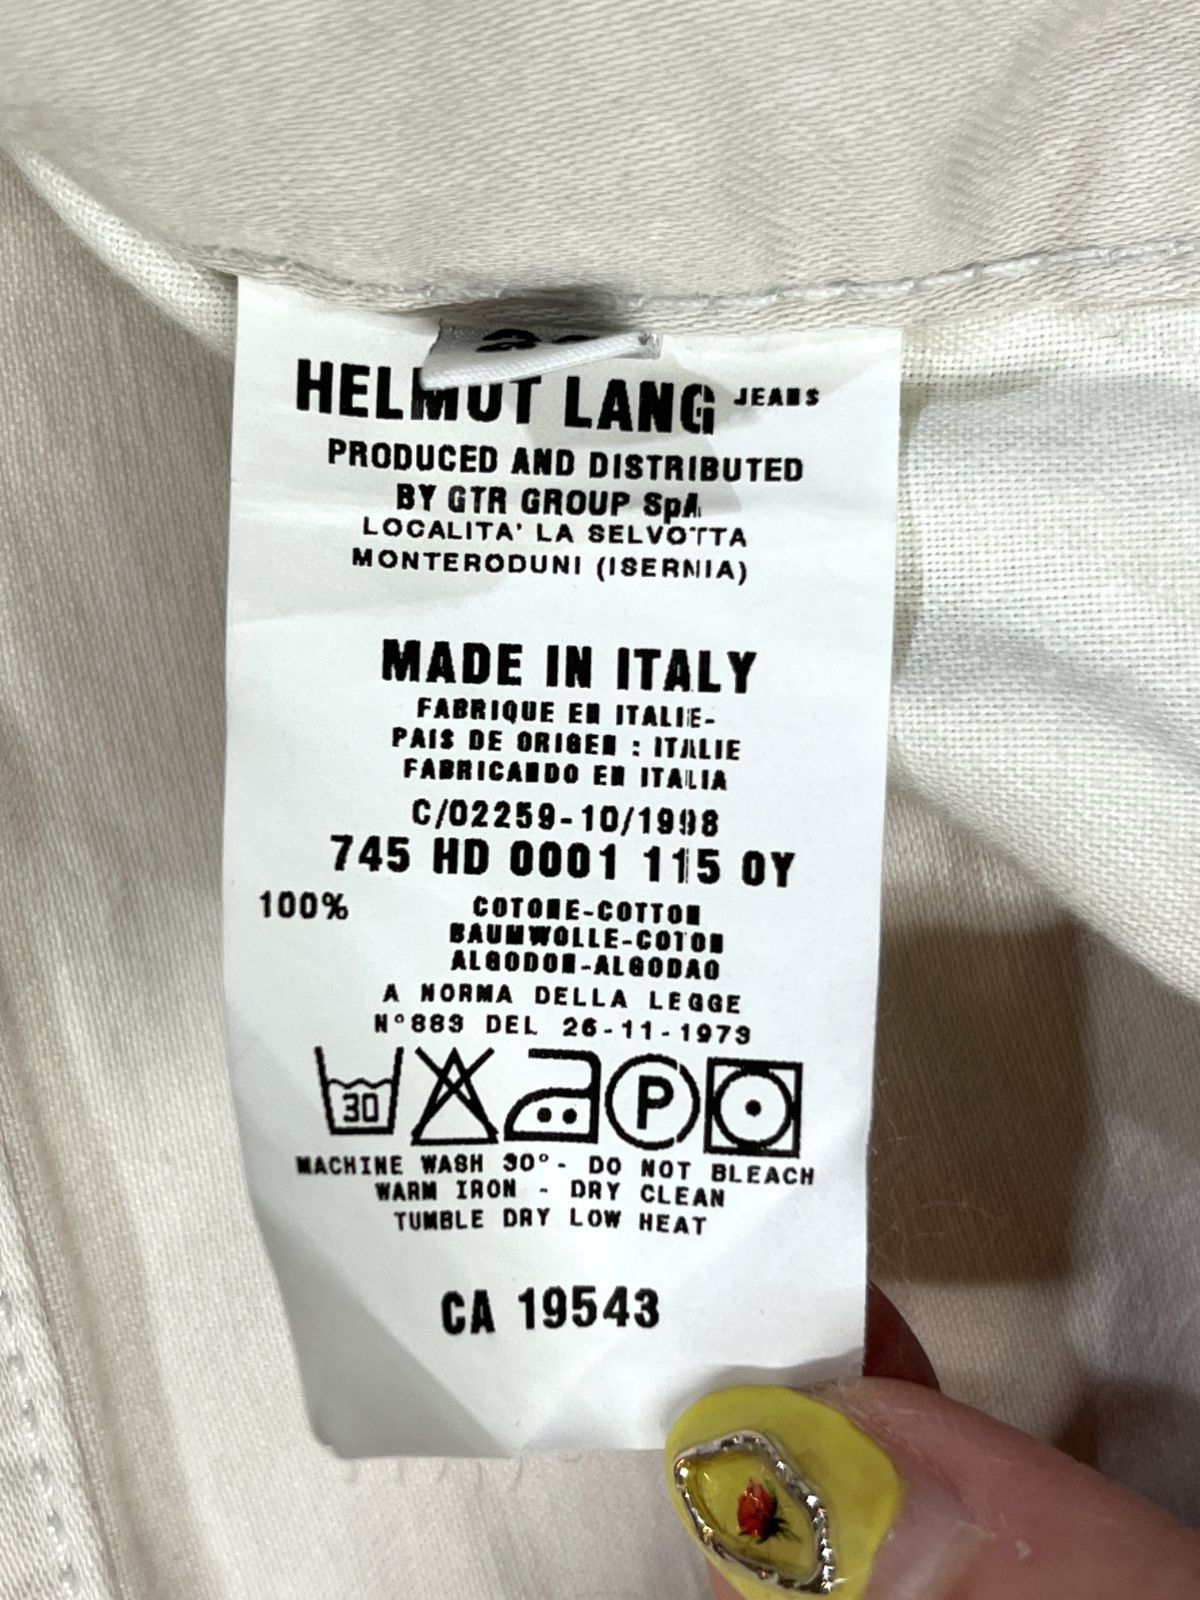 HELMUT LANG JEANS
PRODUCED AND DISTRIBUTED
BY GTR GROUP SpA
LOCALITA' LA SELVOTTA
MONTERODUNI (ISERNIA)
MADE IN ITALY
FABRIQUE EN ITALIE-
PAIS DE ORIGEN : ITALIE
FABRICANDO EN ITALIA
C/02259-10/1998
745 HD 0001 115 0Y
100% COTONE-COTTON
BAUMWOLLE-COTON
ALGODON-ALGODAO
A NORMA DELLA LEGGE
N°883 DEL 26-11-1973
30 P
MACHINE WASH 30°- DO NOT BLEACH
WARM IRON - DRY CLEAN
TUMBLE DRY LOW HEAT
CA 19543